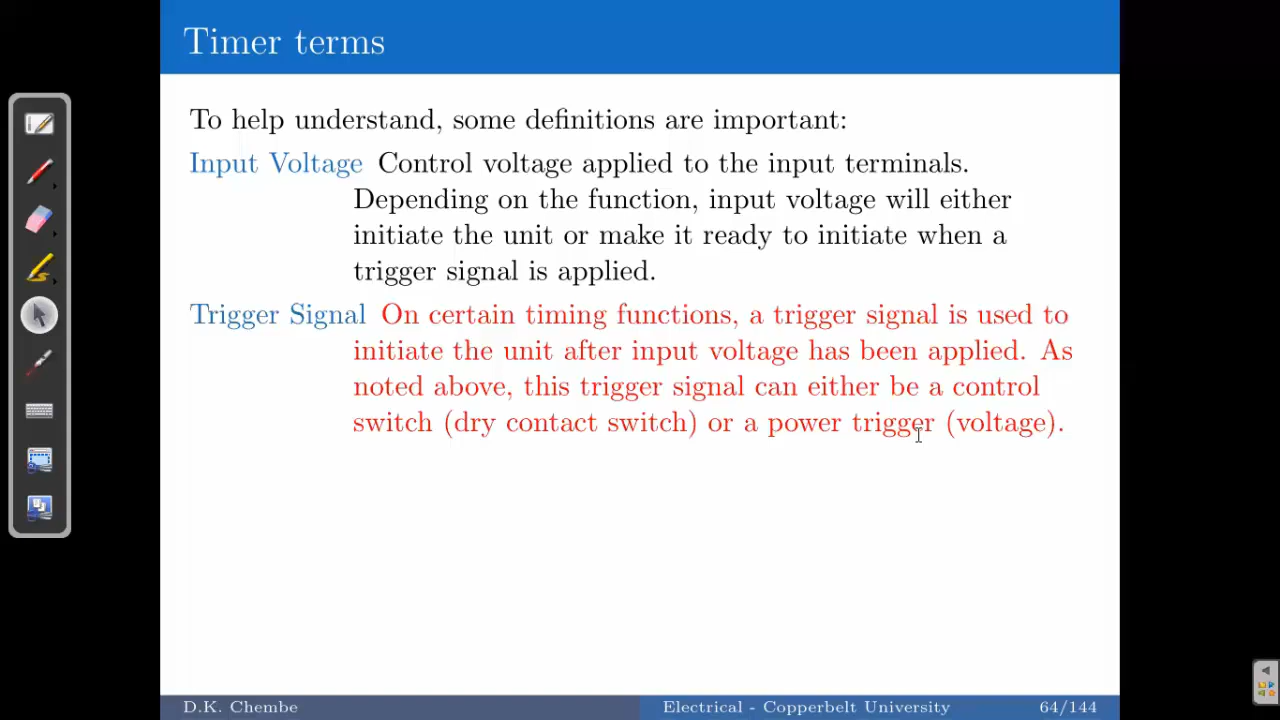 Timer terms
To help understand, some definitions are important:
Input Voltage Control voltage applied to the input terminals.
Depending on the function, input voltage will either
initiate the unit or make it ready to initiate when a
trigger signal is applied.
Trigger Signal On certain timing functions, a trigger signal is used to
initiate the unit after input voltage has been applied. As
noted above, this trigger signal can either be a control
switch (dry contact switch) or a power trigger (voltage).
D.K. Chembe Electrical - Copperbelt University 64/144